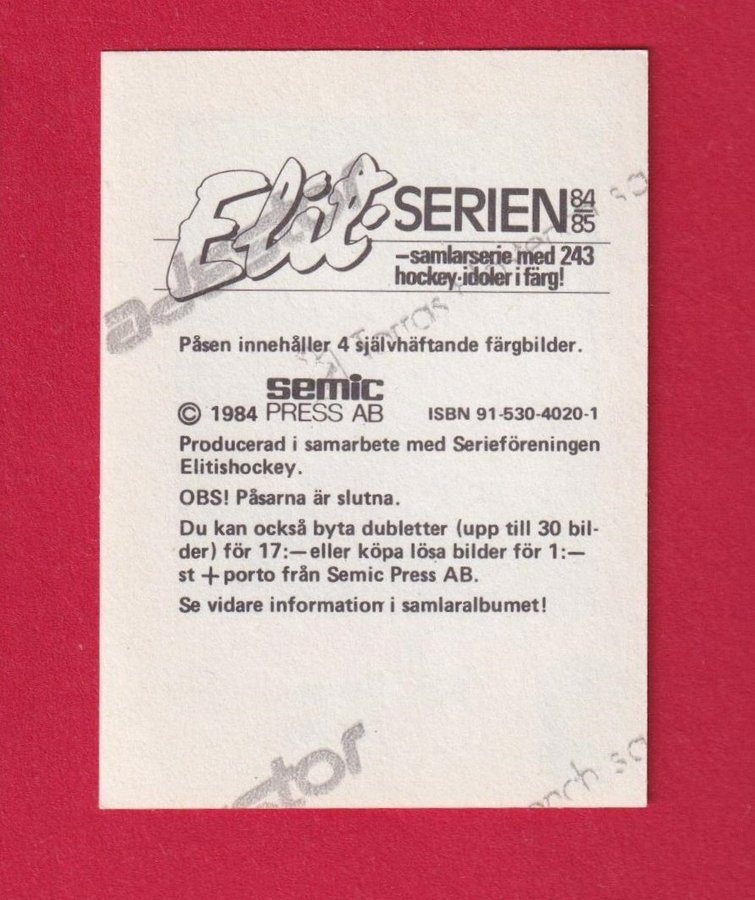 Elit-SERIEN 84 85
–samlarserie med 243
hockey-idoler i färg!
adestor
Påsen innehåller 4 självhäftande färgbilder.
semic
© 1984 PRESS AB ISBN 91-530-4020-1
Producerad i samarbete med Serieföreningen
Elitishockey.
OBS! Påsarna är slutna.
Du kan också byta dubletter (upp till 30 bil-
der) för 17:— eller köpa lösa bilder för 1:—
st + porto från Semic Press AB.
Se vidare information i samlaralbumet!